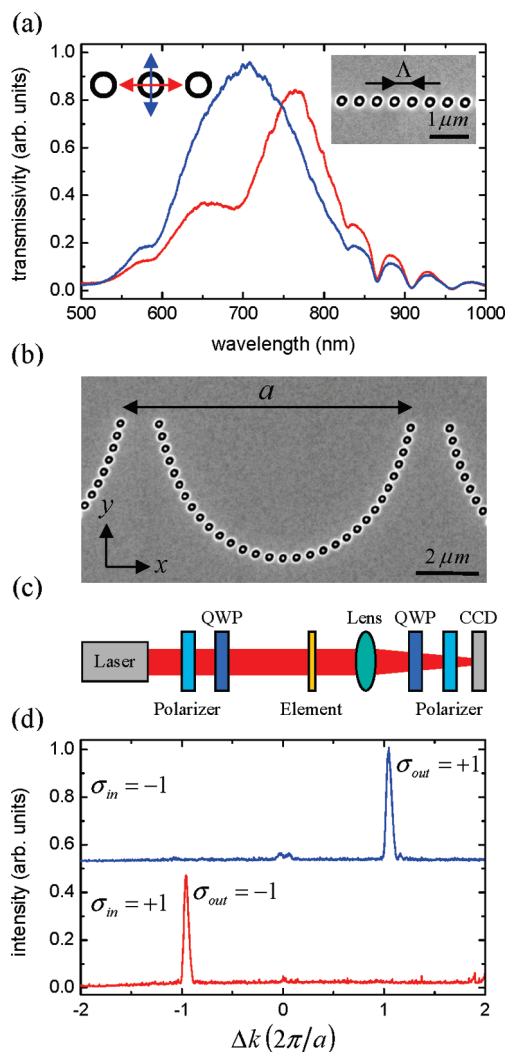 (a)
1.0
0.8
0.6
0.4
0.2
0.0
transmissivity (arb. units)
Λ
1 μm
500 600 700 800 900 1000
wavelength (nm)
(b)
a
y
x
2 μm
(c)
QWP Lens QWP CCD
Laser
Polarizer Element Polarizer
(d)
1.0
0.8
0.6
0.4
0.2
0.0
intensity (arb. units)
σin = −1
σout = +1
σin = +1
σout = −1
-2 -1 0 1 2
Δk (2π/a)